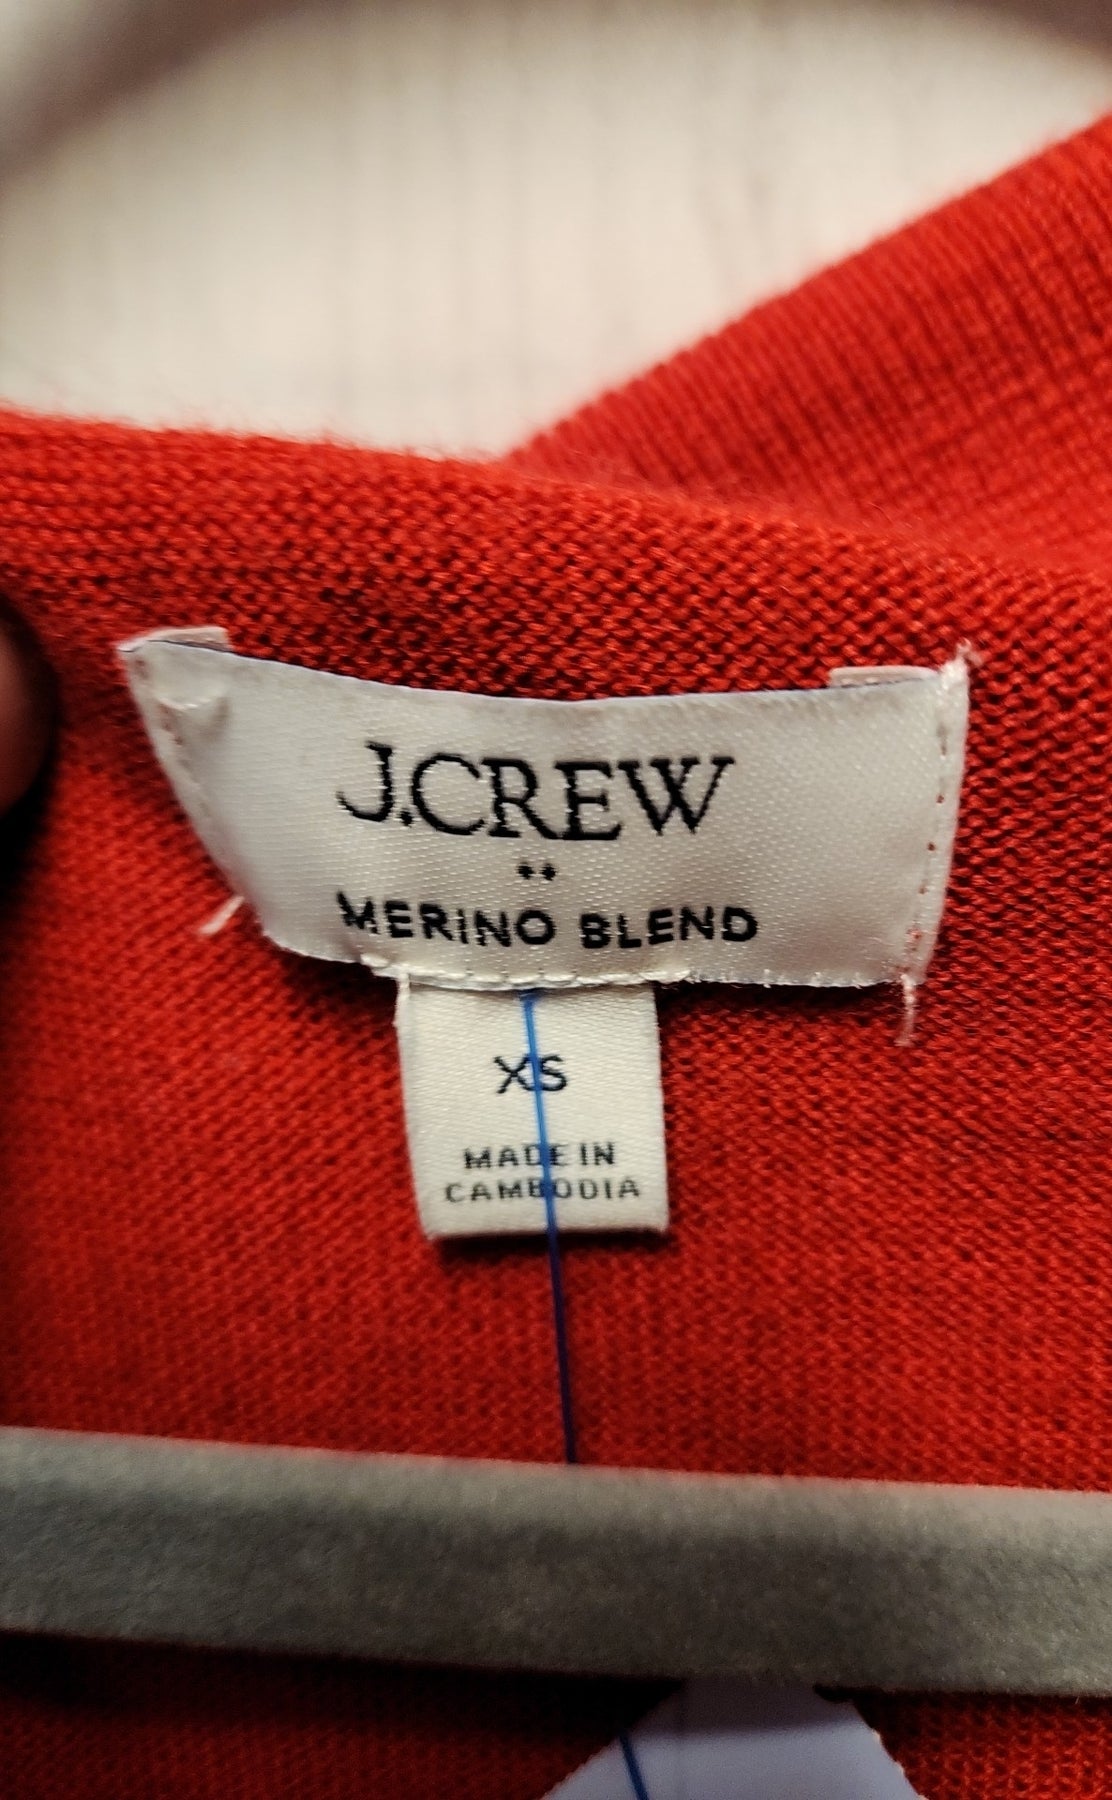 J.CREW
MERINO BLEND
XS
MADE IN
CAMBODIA